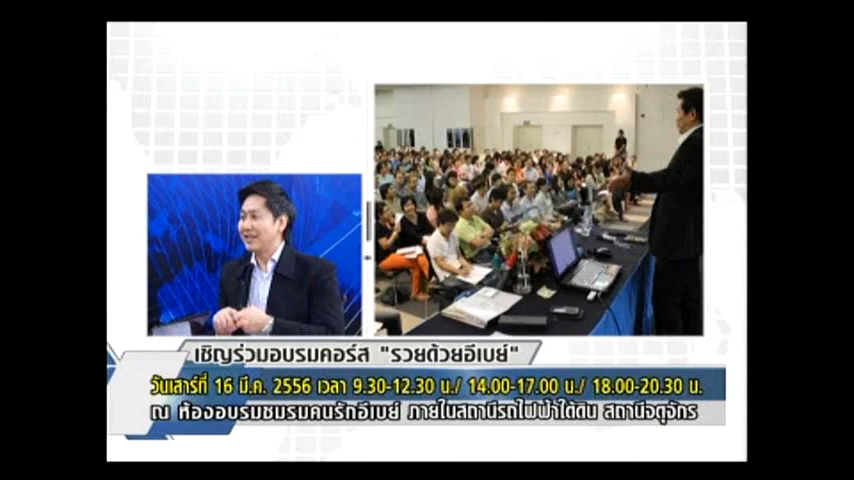 เชิญร่วมอบรมคอร์ส "รวยด้วยอีเบย์"
วันเสาร์ที่ 16 มี.ค. 2556 เวลา 9.30-12.30 น./ 14.00-17.00 น./ 18.00-20.30 น.
ณ ห้องอบรมชมรมคนรักอีเบย์ ภายในสถานีรถไฟฟ้าใต้ดิน สถานีจตุจักร